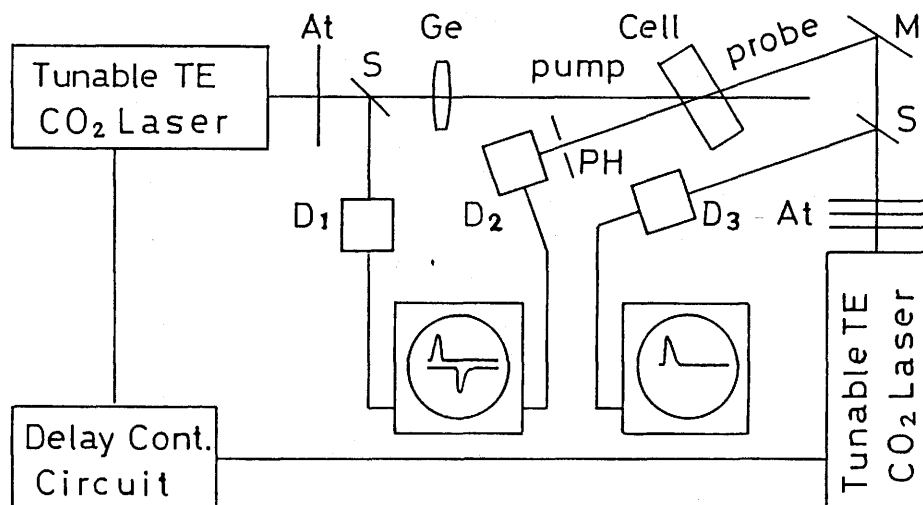 At
S
Ge
Cell
probe
M
Tunable TE
CO₂ Laser
pump
S
PH
D₁
D₂
D₃
At
Tunable TE
CO₂ Laser
Delay Cont.
Circuit